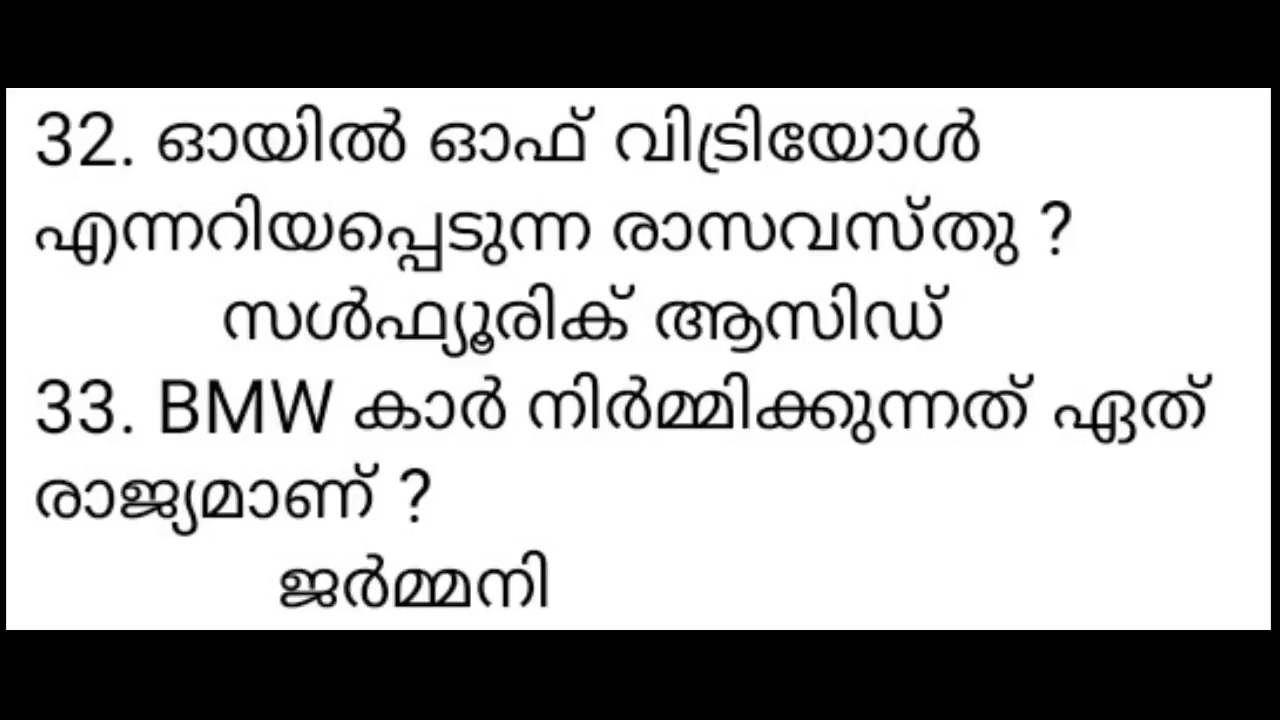 32. ഓയിൽ ഓഫ് വിട്രിയോൾ
എന്നറിയപ്പെടുന്ന രാസവസ്തു ?
സൾഫ്യൂരിക് ആസിഡ്
33. BMW കാർ നിർമ്മിക്കുന്നത് ഏത്
രാജ്യമാണ് ?
ജർമ്മനി